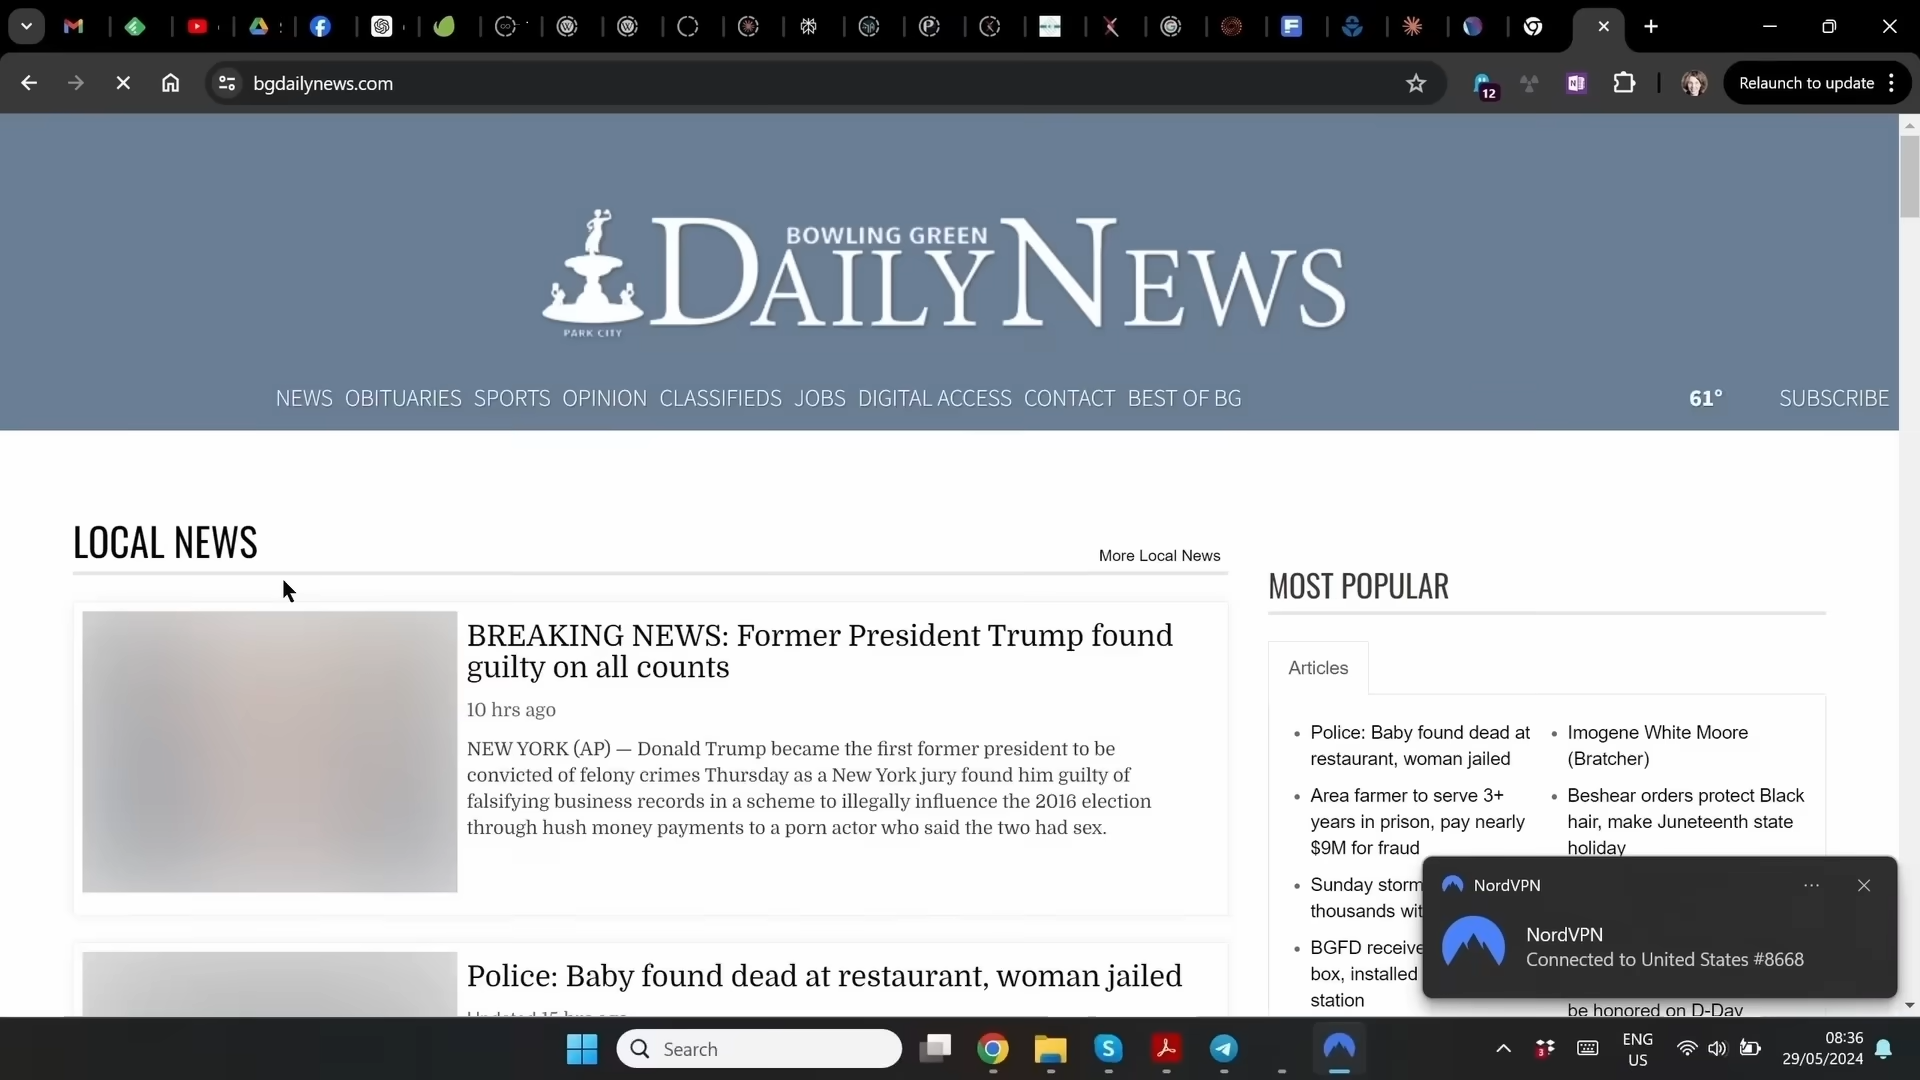 bgdailynews.com
12
Relaunch to update
BOWLING GREEN
DAILY NEWS
PARK CITY
NEWS OBITUARIES SPORTS OPINION CLASSIFIEDS JOBS DIGITAL ACCESS CONTACT BEST OF BG
61°
SUBSCRIBE
LOCAL NEWS
More Local News
BREAKING NEWS: Former President Trump found
guilty on all counts
10 hrs ago
NEW YORK (AP) — Donald Trump became the first former president to be
convicted of felony crimes Thursday as a New York jury found him guilty of
falsifying business records in a scheme to illegally influence the 2016 election
through hush money payments to a porn actor who said the two had sex.
Police: Baby found dead at restaurant, woman jailed
MOST POPULAR
Articles
Police: Baby found dead at
restaurant, woman jailed
Area farmer to serve 3+
years in prison, pay nearly
$9M for fraud
Sunday storm
thousands
BGFD receive
box, installed
station
Imogene White Moore
(Bratcher)
Beshear orders protect Black
hair, make Juneteenth state
holiday
be honored on D-Day
NordVPN
NordVPN
Connected to United States #8668
Search
3
ENG
US
08:36
29/05/2024